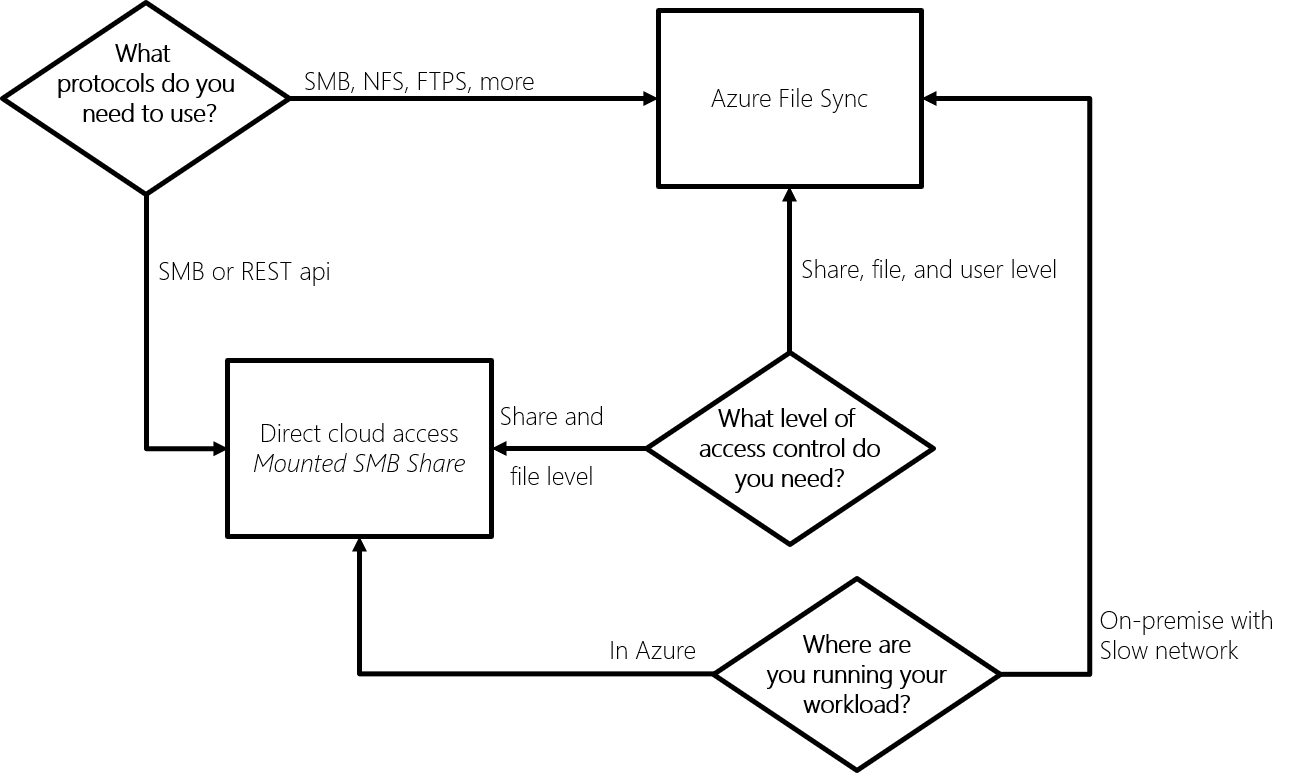 What
protocols do you
need to use?
SMB, NFS, FTPS, more
Azure File Sync
SMB or REST api
Share, file, and user level
Direct cloud access
Mounted SMB Share
Share and
file level
What level of
access control do
you need?
In Azure
Where are
you running your
workload?
On-premise with
Slow network